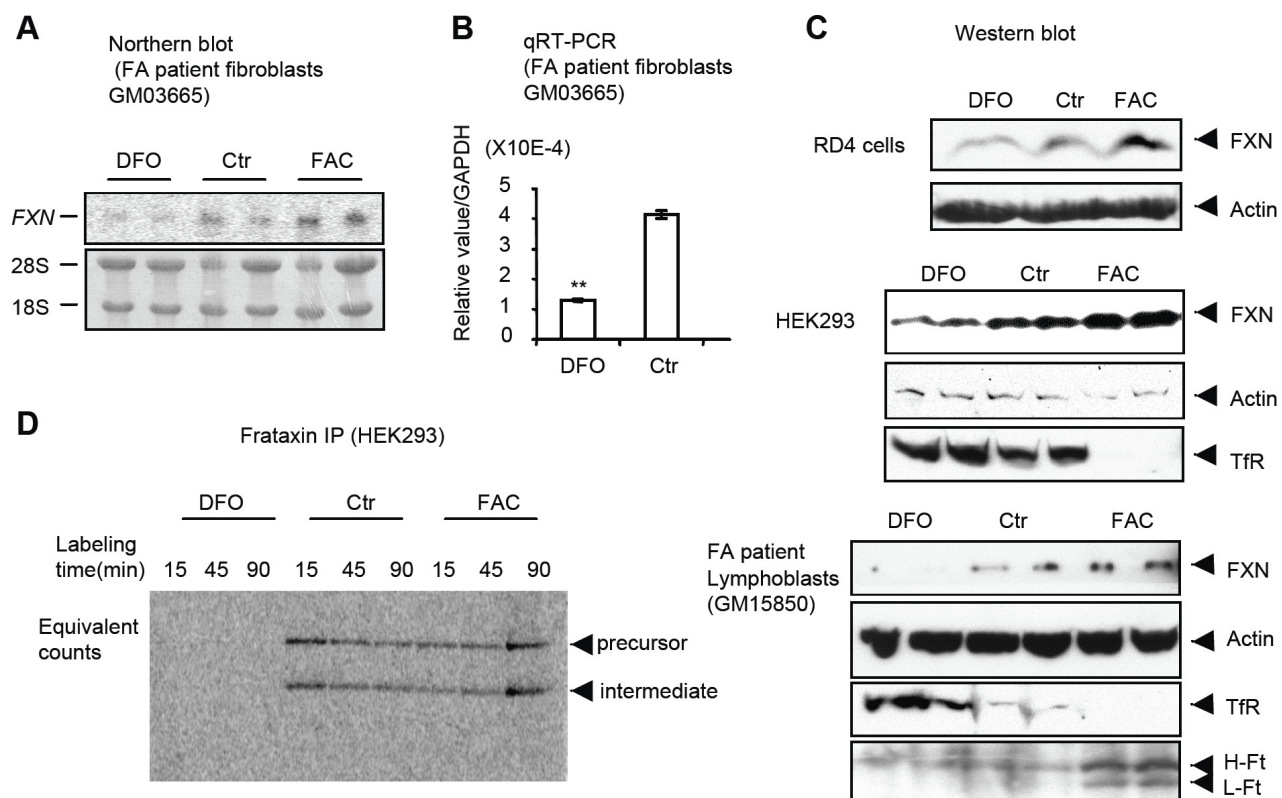 A
Northern blot
(FA patient fibroblasts
GM03665)
DFO Ctr FAC
FXN
28S
18S
B
qRT-PCR
(FA patient fibroblasts
GM03665)
Relative value/GAPDH
(X10E-4)
5
4
3
2
1
0
**
DFO Ctr
C
Western blot
DFO Ctr FAC
RD4 cells
FXN
Actin
DFO Ctr FAC
HEK293
FXN
Actin
TfR
DFO Ctr FAC
FA patient
Lymphoblasts
(GM15850)
FXN
Actin
TfR
H-Ft
L-Ft
D
Frataxin IP (HEK293)
DFO Ctr FAC
Labeling
time(min) 15 45 90 15 45 90 15 45 90
Equivalent
counts
precursor
intermediate